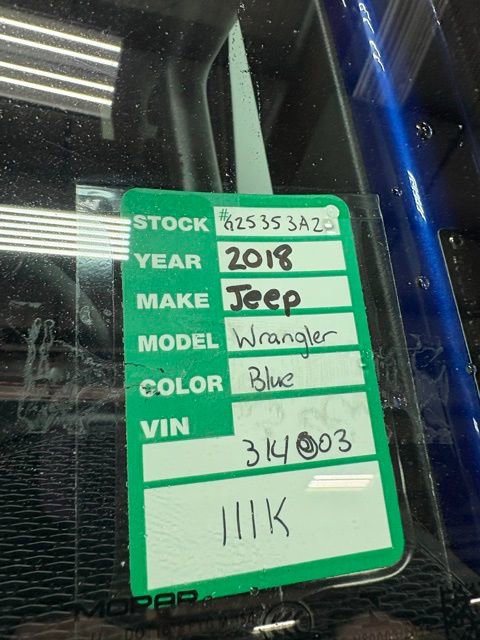 STOCK #G25353A2
YEAR 2018
MAKE Jeep
MODEL Wrangler
COLOR Blue
VIN
314003
111K
MOPAR